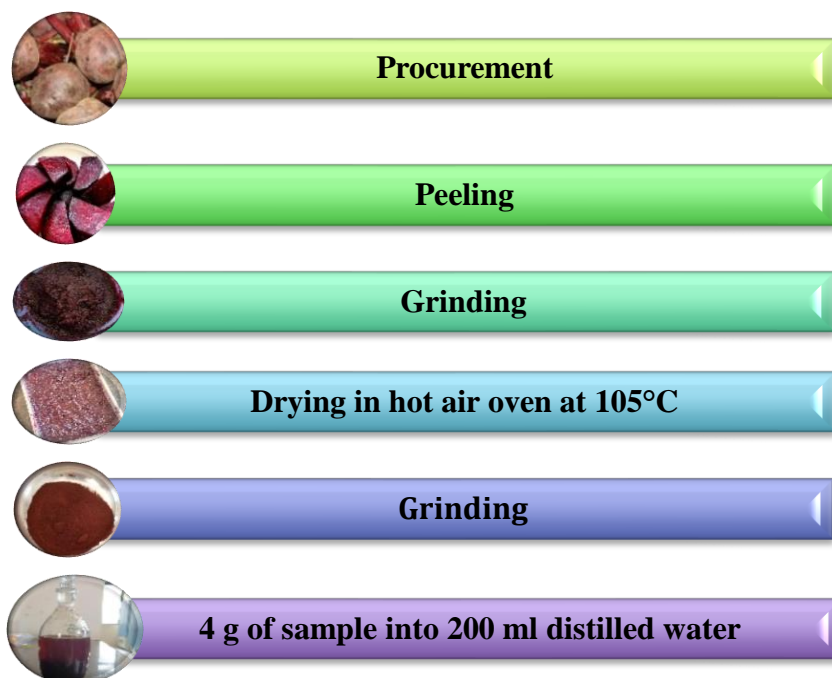 Procurement
Peeling
Grinding
Drying in hot air oven at 105°C
Grinding
4 g of sample into 200 ml distilled water